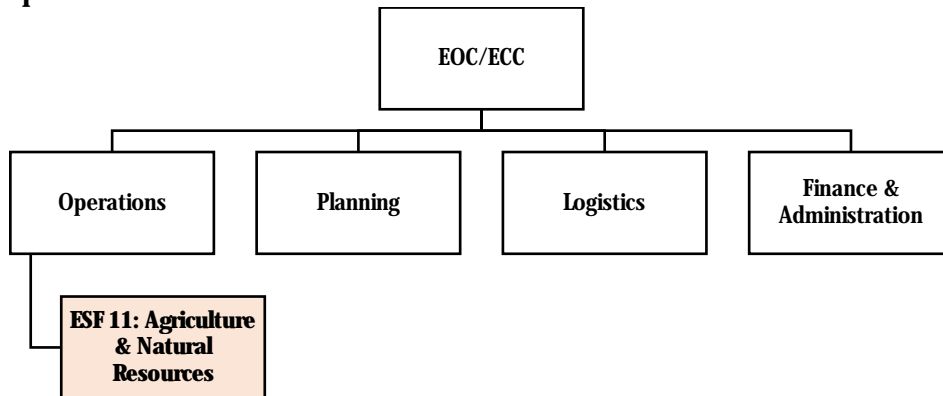 EOC/ECC
Operations
Planning
Logistics
Finance &
Administration
ESF 11: Agriculture
& Natural
Resources